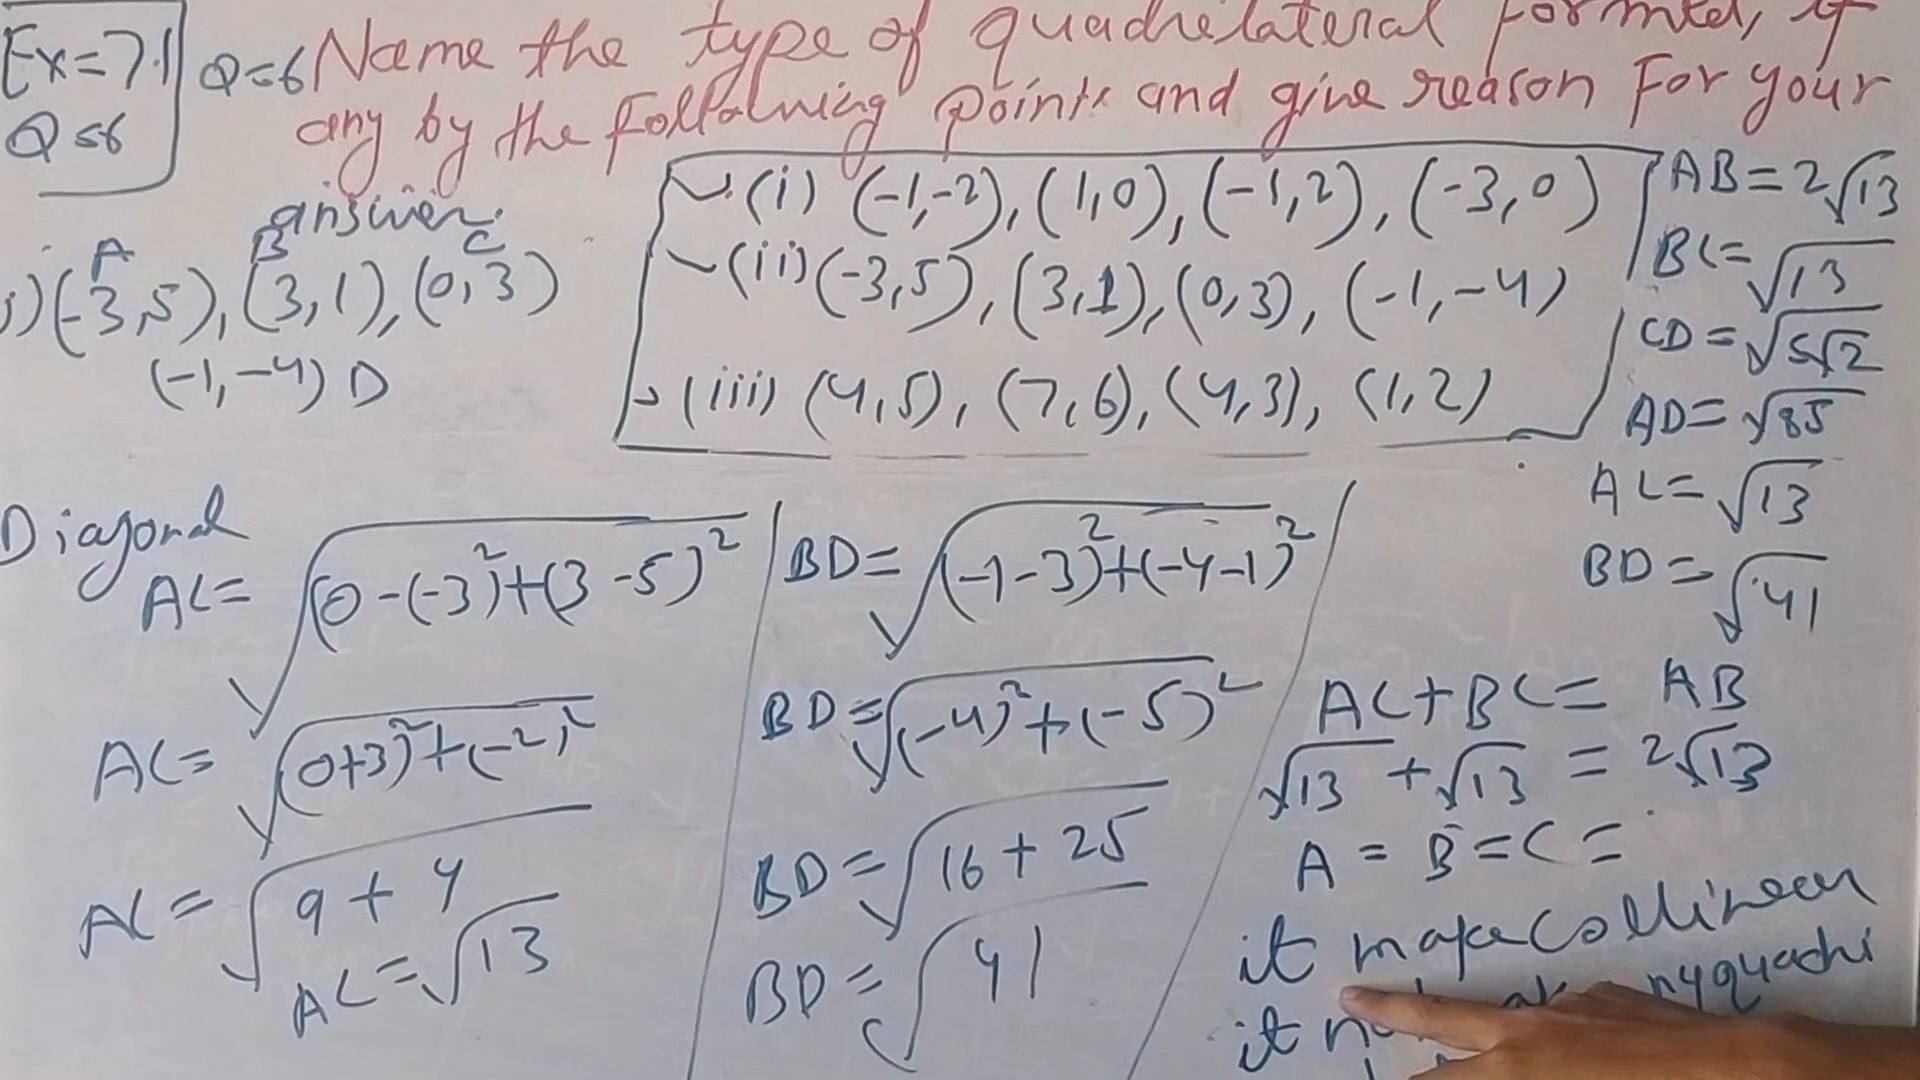 Ex=7.1
Q=6
Q=6 Name the type of quadrilateral formed, if
any by the following points and give reason for your
answer.
(i) (-1,-2), (1,0), (-1,2), (-3,0)
(ii) (-3,5), (3,1), (0,3), (-1,-4)
(iii) (4,5), (7,6), (4,3), (1,2)
A B C
i) (-3,5), (3,1), (0,3)
(-1,-4) D
AB = 2√13
BC = √13
CD = √5√2
AD = √85
AC = √13
BD = √41
Diagonal
AC = √(0-(-3)²+(3-5)²
AC = √(0+3)²+(-2)²
AC = √9+4
AC = √13
BD = √(-1-3)²+(-4-1)²
BD = √(-4)²+(-5)²
BD = √16+25
BD = √41
AC+BC = AB
√13 + √13 = 2√13
A = B = C =
it make Collinear
it